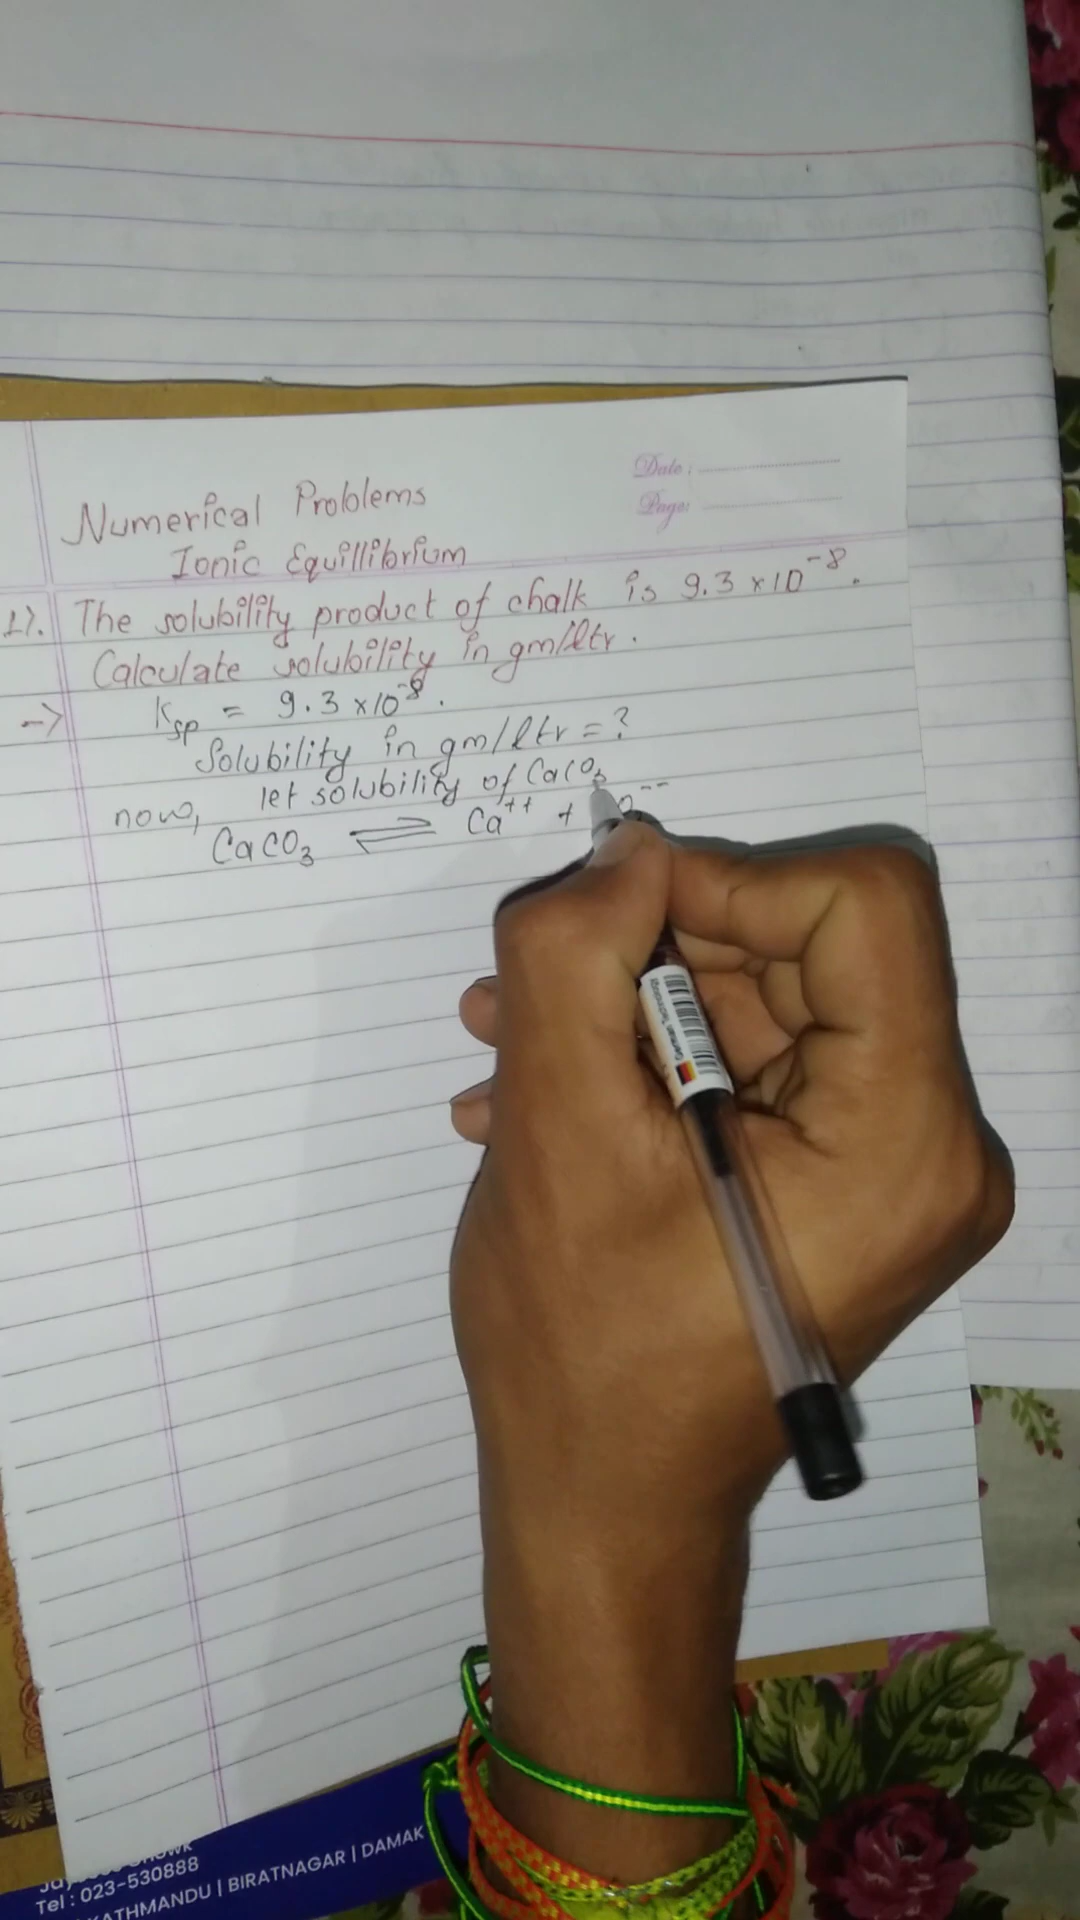 Date :
Page:
Numerical Problems
Ionic Equillibrium
1). The solubility product of chalk is 9.3 x 10⁻⁸.
Calculate solubility in gm/ltr.
-> Ksp = 9.3 x 10⁻⁸.
Solubility in gm/ltr = ?
now, let solubility of CaCO₃
CaCO₃ ⇌ Ca⁺⁺ +
German Technology
Tel : 023-530888
KATHMANDU | BIRATNAGAR | DAMAK